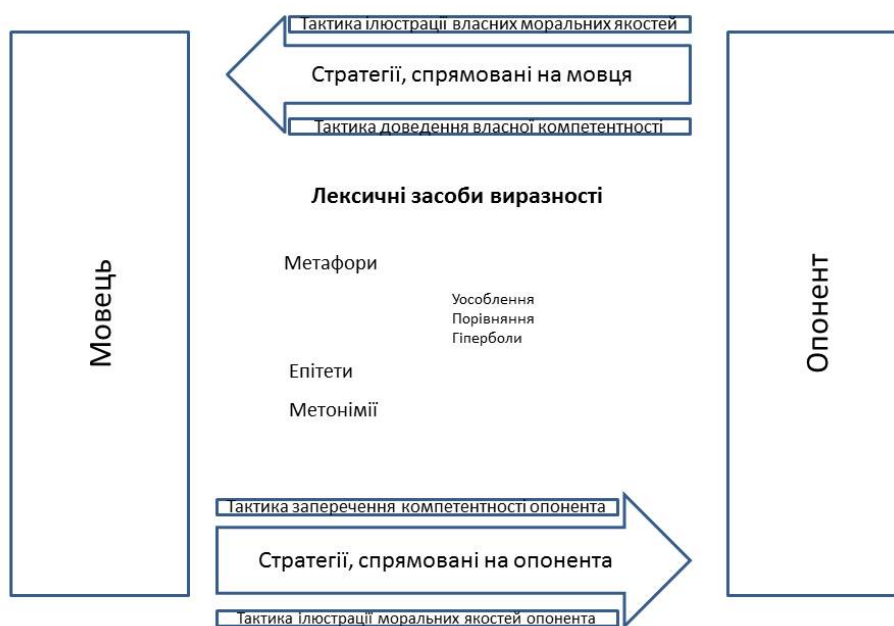 Тактика ілюстрації власних моральних якостей
Стратегії, спрямовані на мовця
Тактика доведення власної компетентності
Мовець
Лексичні засоби виразності
Метафори
Уособлення
Порівняння
Гіперболи
Епітети
Метонімії
Опонент
Тактика заперечення компетентності опонента
Стратегії, спрямовані на опонента
Тактика ілюстрації моральних якостей опонента